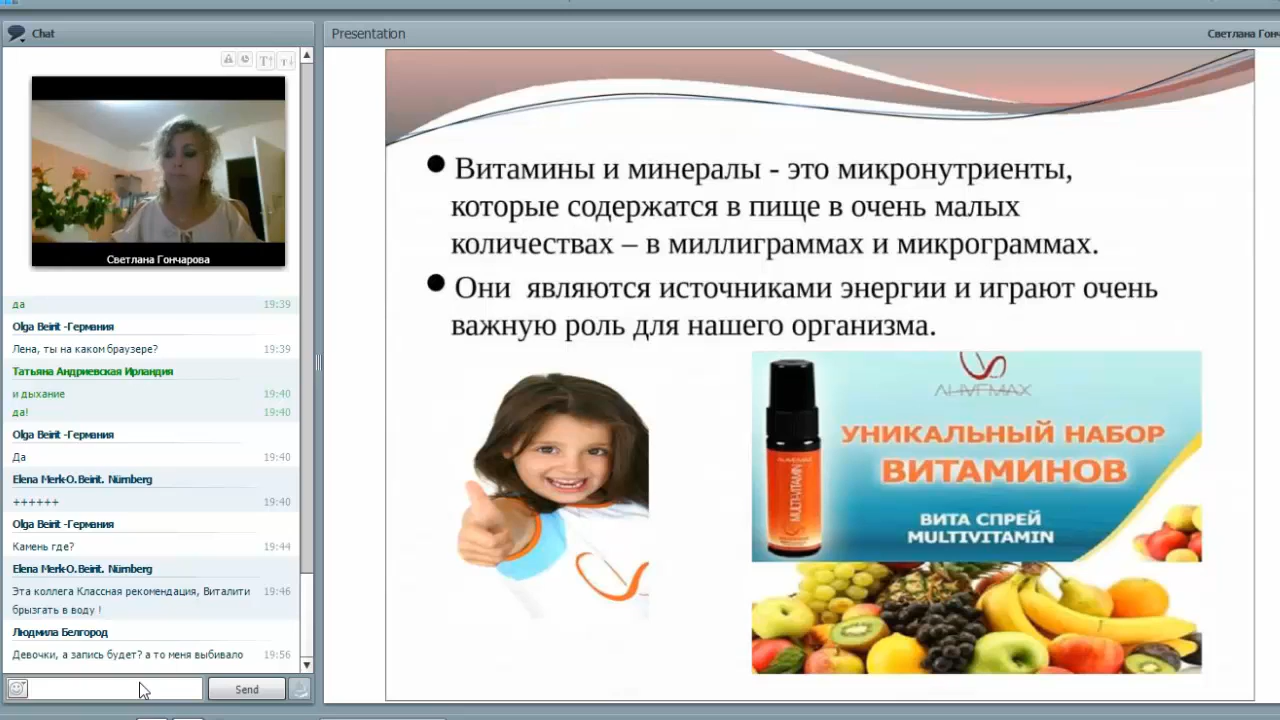 Chat
Светлана Гончарова
да 19:39
Olga Beirit -Германия
Лена, ты на каком браузере? 19:39
Татьяна Андриевская Ирландия
и дыхание 19:40
да! 19:40
Olga Beirit -Германия
Да 19:40
Elena Merk-O.Beirit. Nürnberg
++++++ 19:40
Olga Beirit -Германия
Камень где? 19:44
Elena Merk-O.Beirit. Nürnberg
Эта коллега Классная рекомендация, Виталити 19:46
брызгать в воду !
Людмила Белгород
Девочки, а запись будет? а то меня выбивало 19:56
Send
Presentation
Светлана Гонч
Витамины и минералы - это микронутриенты,
которые содержатся в пище в очень малых
количествах – в миллиграммах и микрограммах.
Они являются источниками энергии и играют очень
важную роль для нашего организма.
ALIVEMAX
УНИКАЛЬНЫЙ НАБОР
ВИТАМИНОВ
ВИТА СПРЕЙ
MULTIVITAMIN
ALIVEMAX
MULTI-VITAMIN